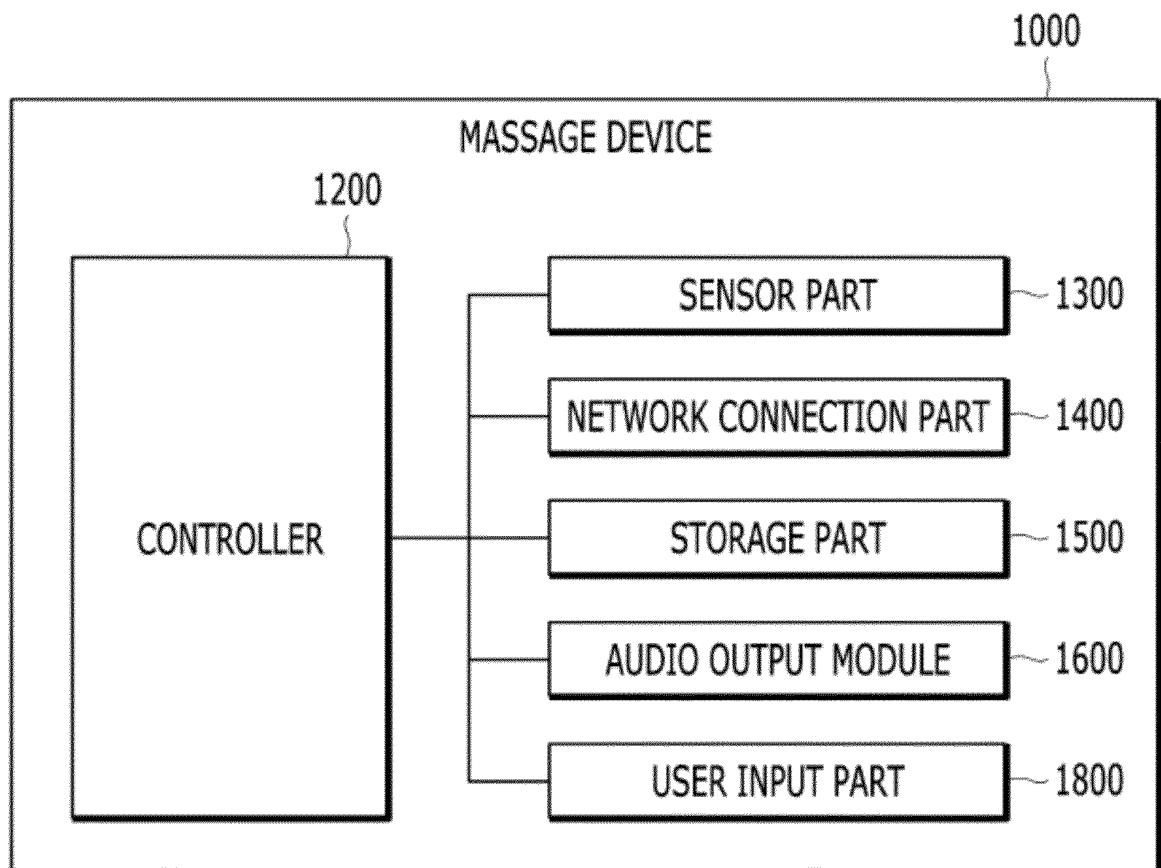 1000
MASSAGE DEVICE
1200
CONTROLLER
SENSOR PART 1300
NETWORK CONNECTION PART 1400
STORAGE PART 1500
AUDIO OUTPUT MODULE 1600
USER INPUT PART 1800